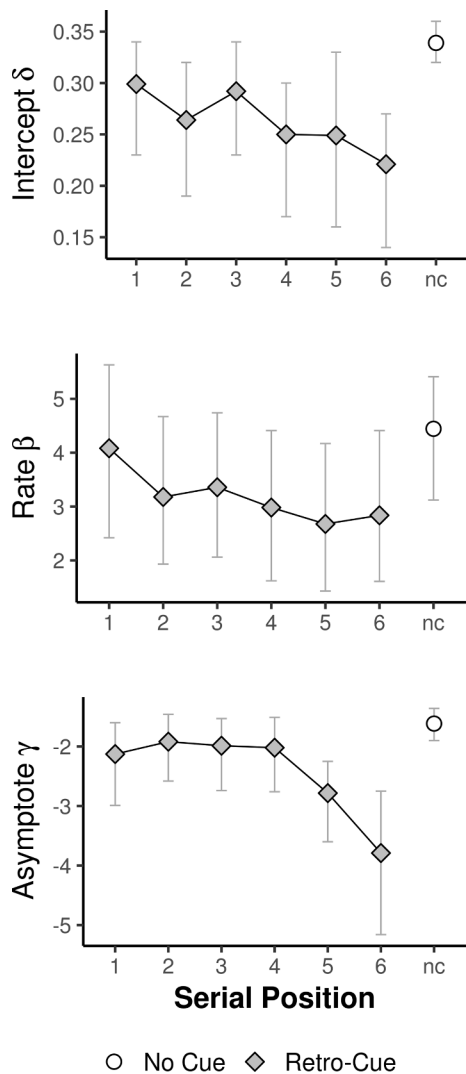 Intercept δ
0.35
0.30
0.25
0.20
0.15
1 2 3 4 5 6 nc
Rate β
5
4
3
2
1 2 3 4 5 6 nc
Asymptote γ
-2
-3
-4
-5
1 2 3 4 5 6 nc
Serial Position
No Cue Retro-Cue